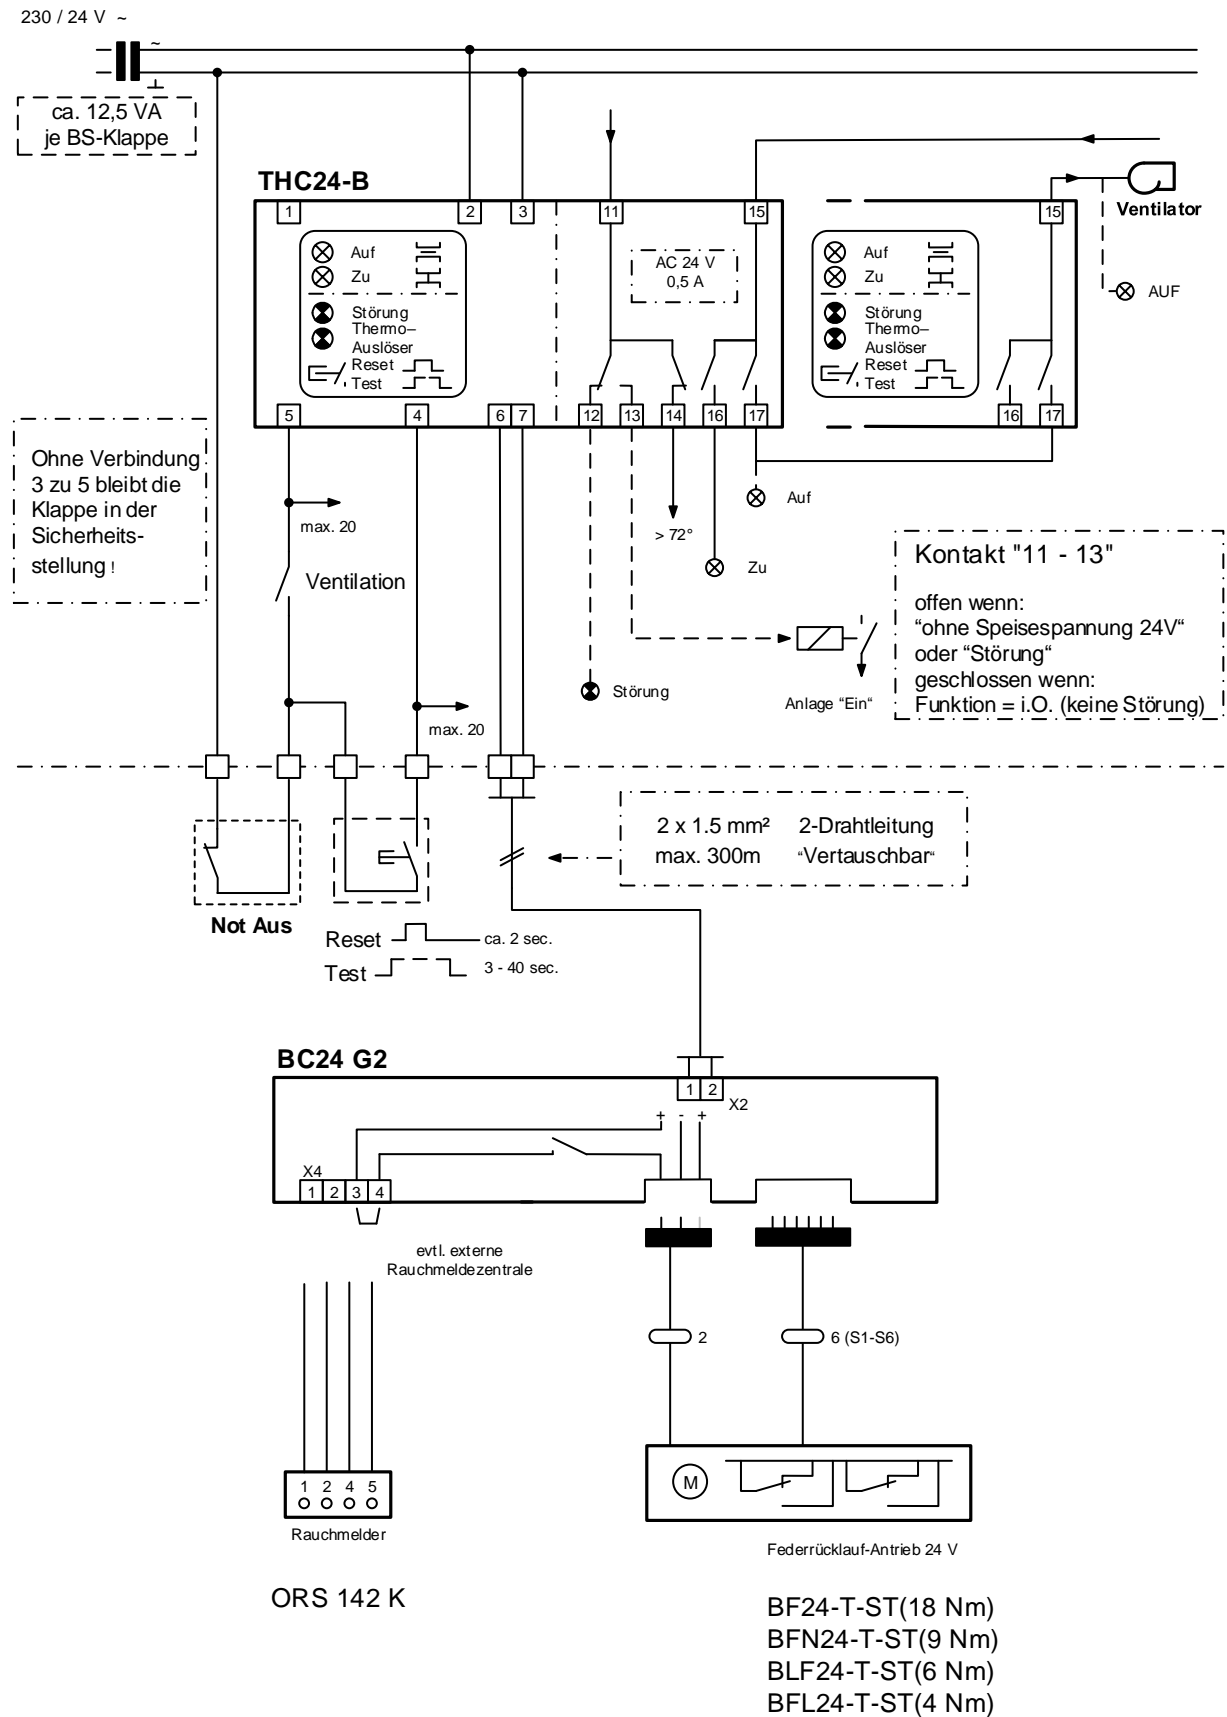 230 / 24 V ~
~
ca. 12,5 VA
je BS-Klappe
THC24-B
1 2 3 11 15 15
Ventilator
AUF
Auf
Zu
Störung
Thermo–
Auslöser
Reset
Test
AC 24 V
0,5 A
Auf
Zu
Störung
Thermo–
Auslöser
Reset
Test
5 4 6 7 12 13 14 16 17 16 17
Ohne Verbindung
3 zu 5 bleibt die
Klappe in der
Sicherheits-
stellung !
max. 20
Ventilation
max. 20
Auf
> 72°
Zu
Störung
Anlage “Ein“
Kontakt "11 - 13"
offen wenn:
“ohne Speisespannung 24V“
oder “Störung“
geschlossen wenn:
Funktion = i.O. (keine Störung)
2 x 1.5 mm² 2-Drahtleitung
max. 300m “Vertauschbar“
Not Aus
Reset ca. 2 sec.
Test 3 - 40 sec.
BC24 G2
1 2
X2
+ - +
X4
1 2 3 4
evtl. externe
Rauchmeldezentrale
2
6 (S1-S6)
1 2 4 5
Rauchmelder
M
Federrücklauf-Antrieb 24 V
ORS 142 K
BF24-T-ST(18 Nm)
BFN24-T-ST(9 Nm)
BLF24-T-ST(6 Nm)
BFL24-T-ST(4 Nm)